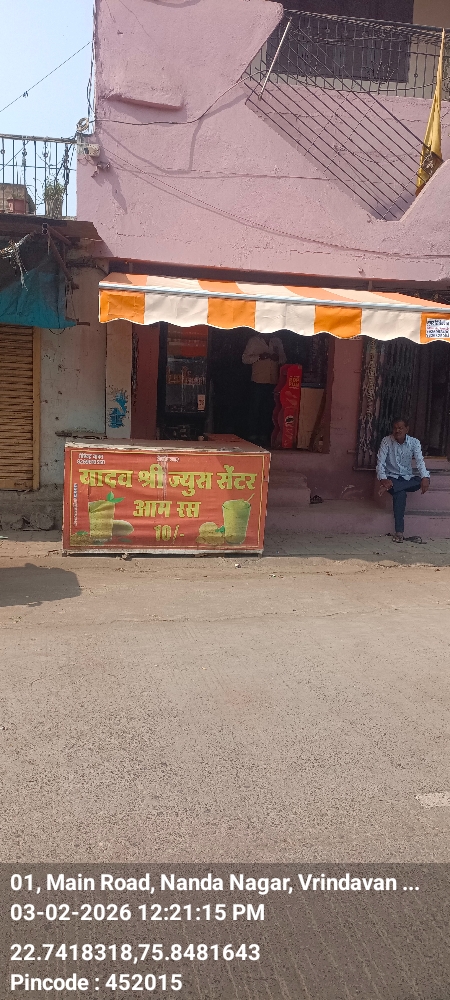 यादव श्री ज्युस सेंटर
आम रस
10/-
01, Main Road, Nanda Nagar, Vrindavan ...
03-02-2026 12:21:15 PM
22.7418318,75.8481643
Pincode : 452015